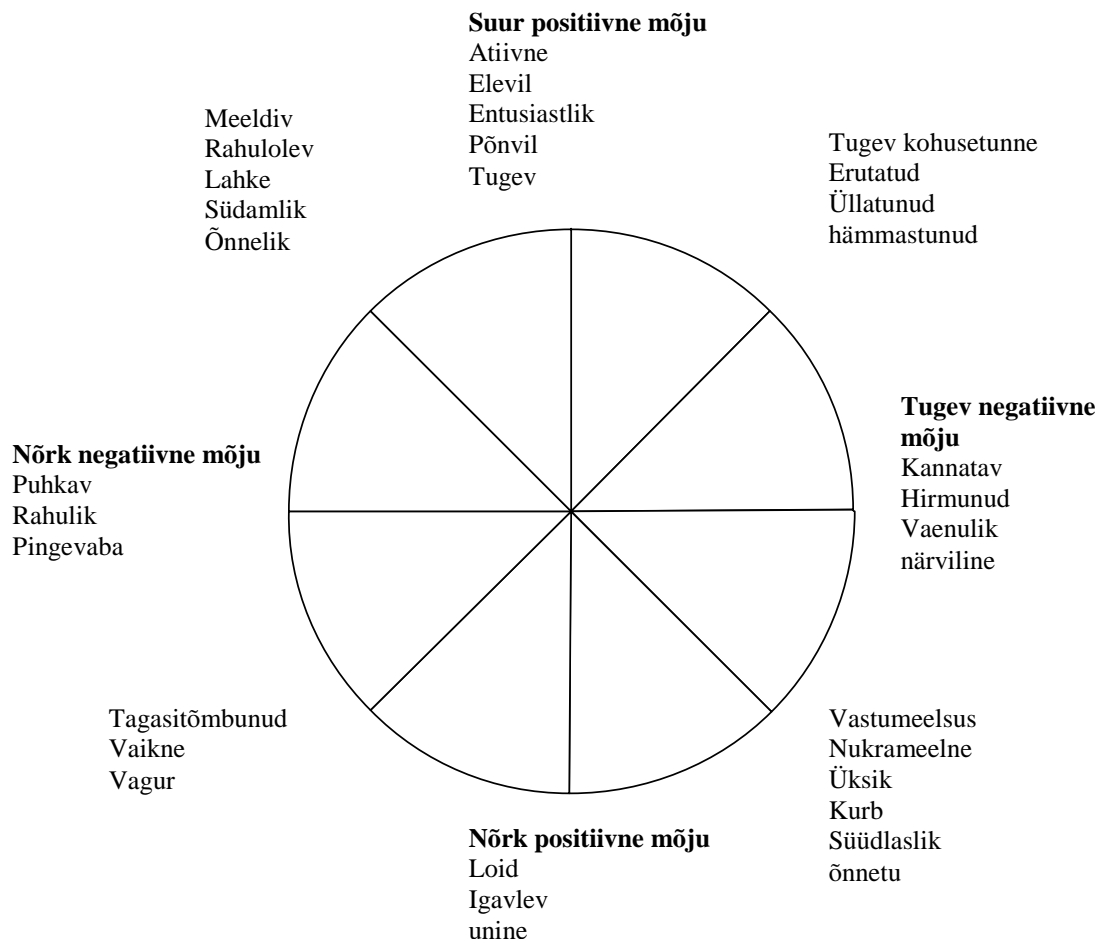 Suur positiivne mõju
Atiivne
Elevil
Entusiastlik
Põnvil
Tugev
Meeldiv
Rahulolev
Lahke
Südamlik
Õnnelik
Tugev kohusetunne
Erutatud
Üllatunud
hämmastunud
Tugev negatiivne
mõju
Kannatav
Hirmunud
Vaenulik
närviline
Nõrk negatiivne mõju
Puhkav
Rahulik
Pingevaba
Tagasitõmbunud
Vaikne
Vagur
Vastumeelsus
Nukrameelne
Üksik
Kurb
Süüdlaslik
õnnetu
Nõrk positiivne mõju
Loid
Igavlev
unine